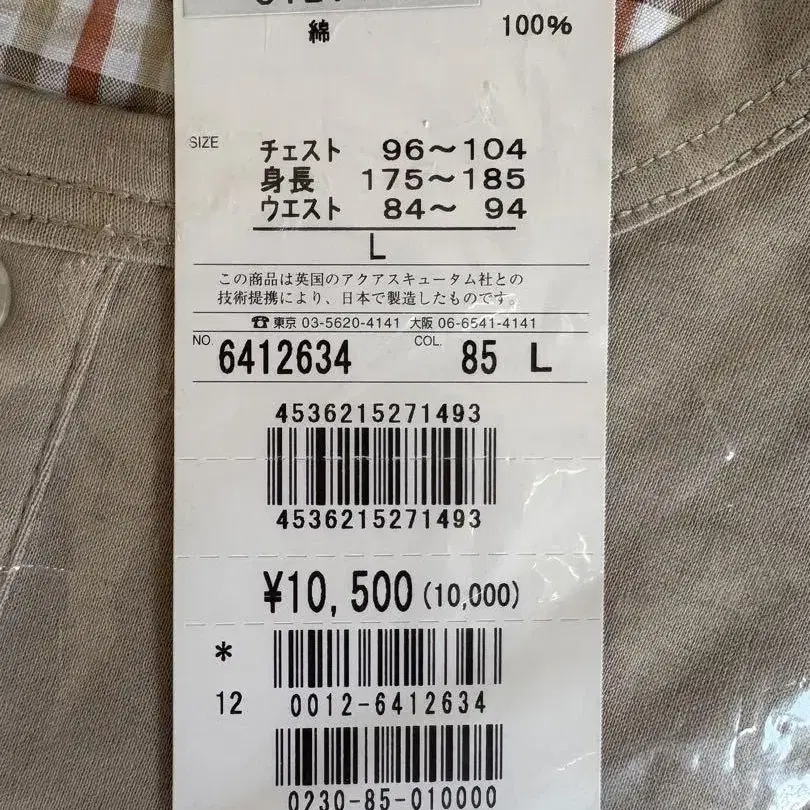 綿 100%
SIZE
チェスト 96〜104
身長 175〜185
ウエスト 84〜 94
L
この商品は英国のアクアスキュータム社との
技術提携により、日本で製造したものです。
☎東京 03-5620-4141 大阪 06-6541-4141
NO. 6412634 COL. 85 L
4536215271493
4536215271493
¥10,500(10,000)
*
12 0012-6412634
0230-85-010000